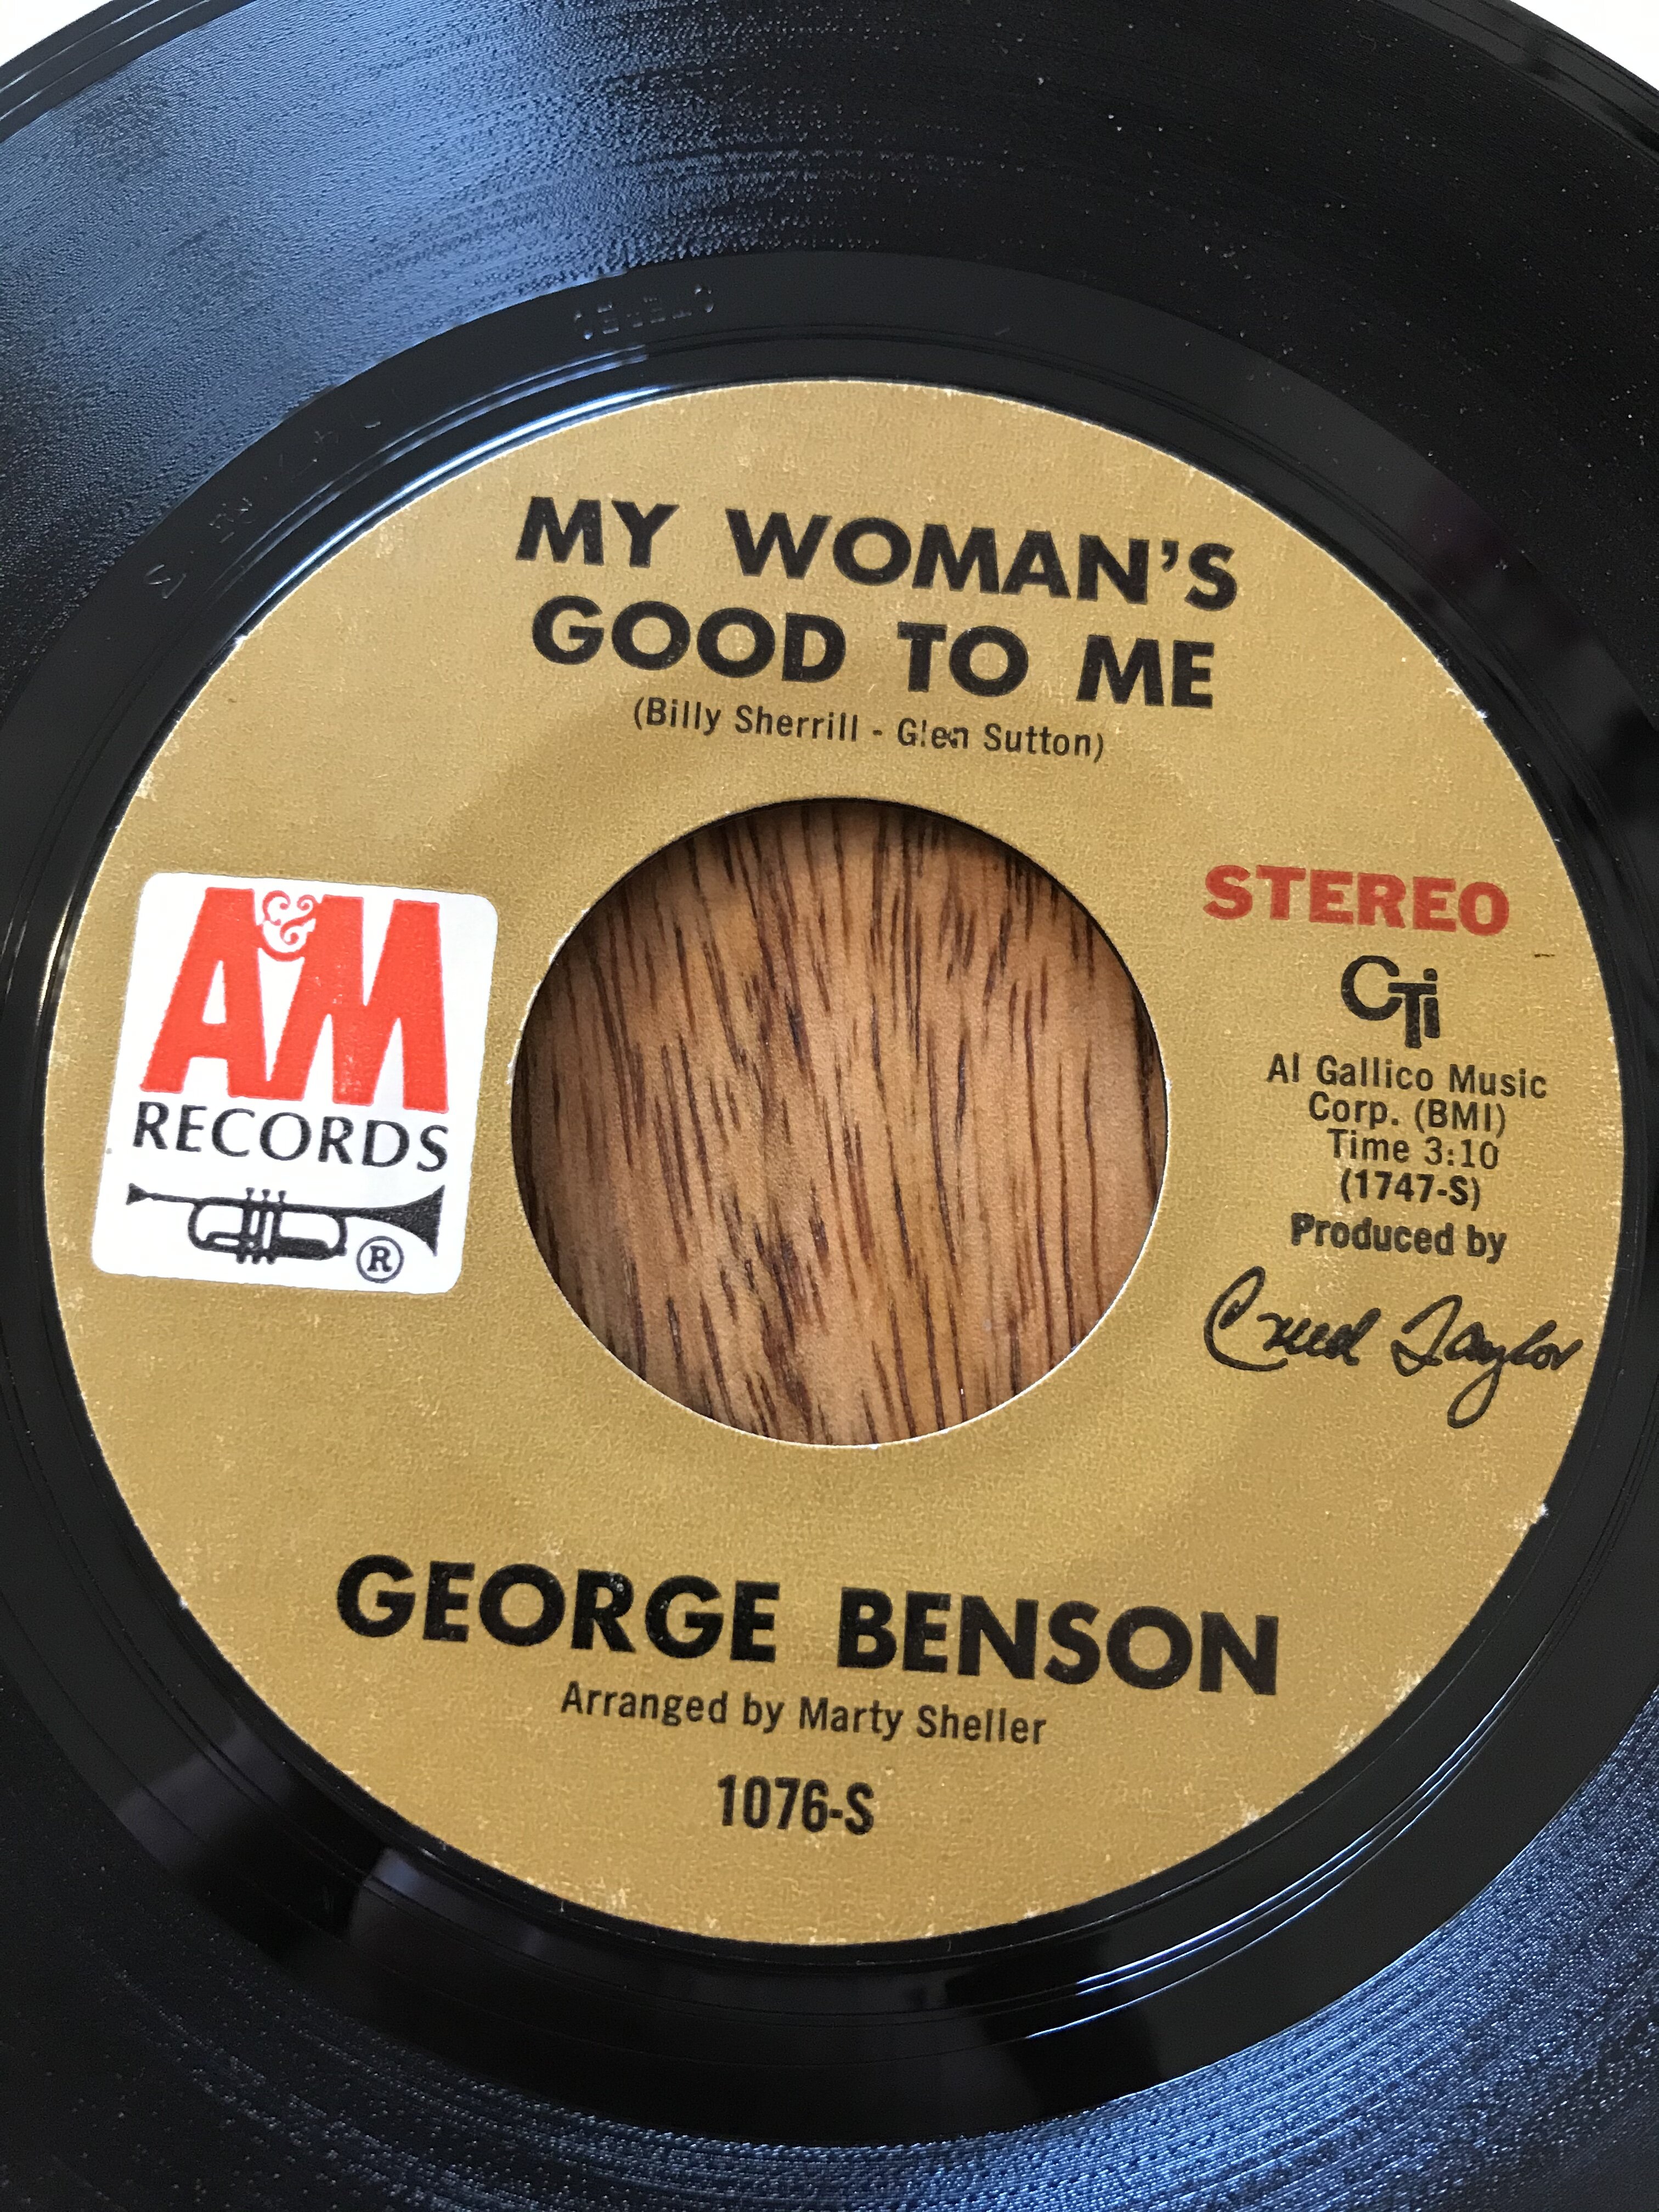 MY WOMAN'S
GOOD TO ME
(Billy Sherrill - Glen Sutton)
A&M
RECORDS
®
STEREO
CTi
Al Gallico Music
Corp. (BMI)
Time 3:10
(1747-S)
Produced by
Creed Taylor
GEORGE BENSON
Arranged by Marty Sheller
1076-S